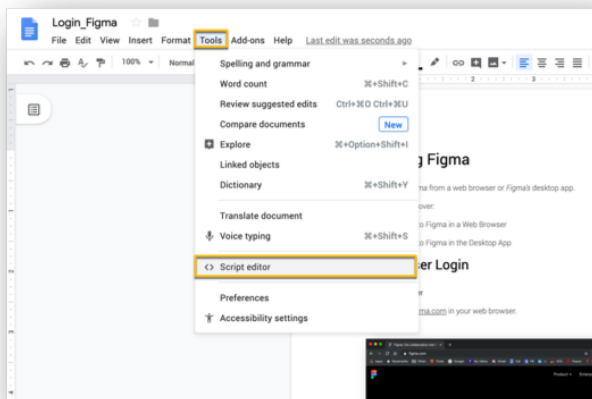 Login_Figma
File Edit View Insert Format Tools Add-ons Help Last edit was seconds ago
100% Normal
Spelling and grammar
Word count ⌘+Shift+C
Review suggested edits Ctrl+⌘O Ctrl+⌘U
Compare documents New
Explore ⌘+Option+Shift+I
Linked objects
Dictionary ⌘+Shift+Y
Translate document
Voice typing ⌘+Shift+S
Script editor
Preferences
Accessibility settings
Figma
from a web browser or Figma's desktop app.
over:
to Figma in a Web Browser
to Figma in the Desktop App
er Login
ma.com in your web browser.